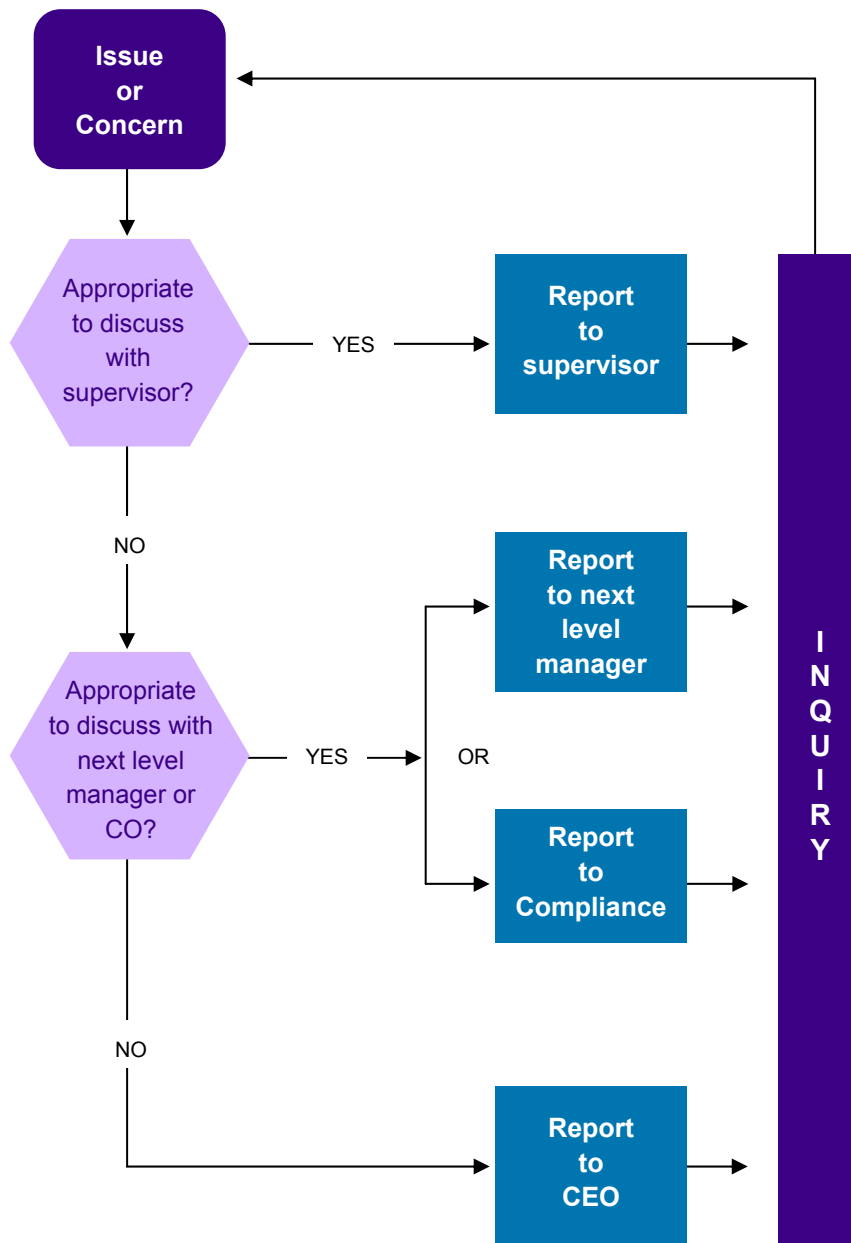 Issue
or
Concern
Appropriate
to discuss
with
supervisor?
YES
Report
to
supervisor
NO
Appropriate
to discuss with
next level
manager or
CO?
YES
OR
Report
to next
level
manager
Report
to
Compliance
NO
Report
to
CEO
I
N
Q
U
I
R
Y